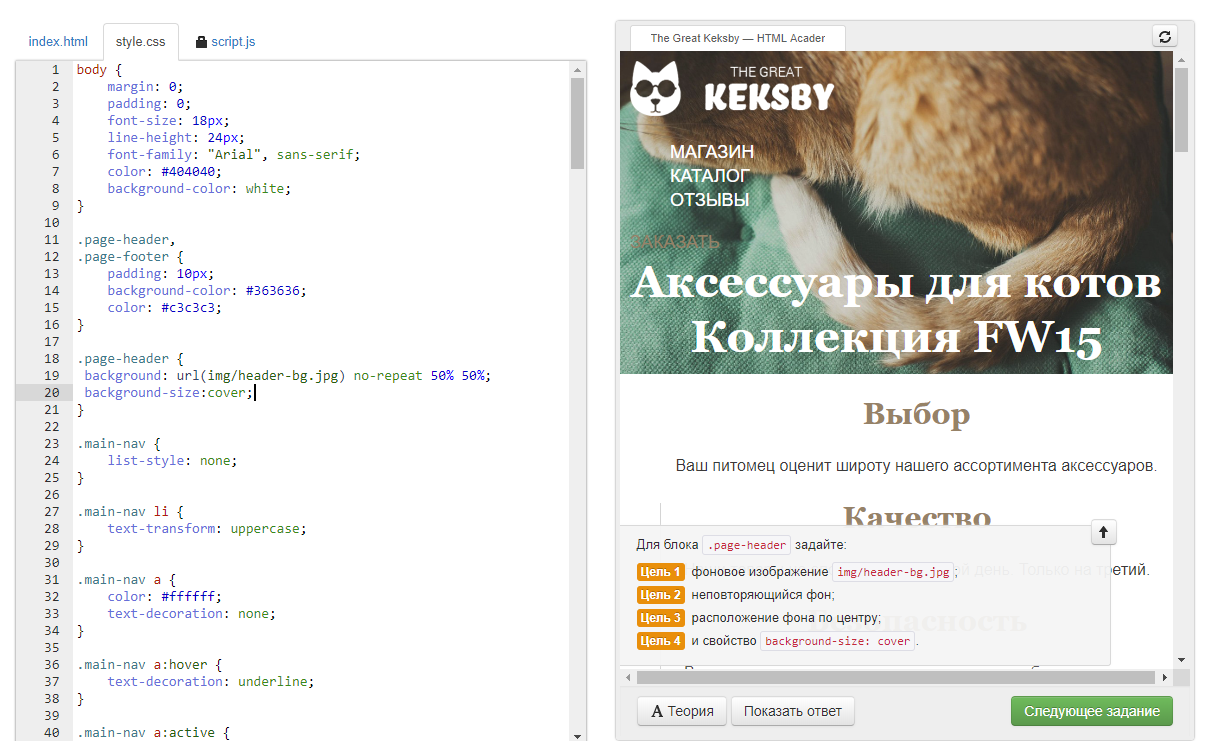 index.html
style.css
script.js
1 body {
2 margin: 0;
3 padding: 0;
4 font-size: 18px;
5 line-height: 24px;
6 font-family: "Arial", sans-serif;
7 color: #404040;
8 background-color: white;
9 }
10
11 .page-header,
12 .page-footer {
13 padding: 10px;
14 background-color: #363636;
15 color: #c3c3c3;
16 }
17
18 .page-header {
19 background: url(img/header-bg.jpg) no-repeat 50% 50%;
20 background-size:cover;
21 }
22
23 .main-nav {
24 list-style: none;
25 }
26
27 .main-nav li {
28 text-transform: uppercase;
29 }
30
31 .main-nav a {
32 color: #ffffff;
33 text-decoration: none;
34 }
35
36 .main-nav a:hover {
37 text-decoration: underline;
38 }
39
40 .main-nav a:active {
The Great Keksby — HTML Acader
THE GREAT
KEKSBY
МАГАЗИН
КАТАЛОГ
ОТЗЫВЫ
ЗАКАЗАТЬ
Аксессуары для котов
Коллекция FW15
Выбор
Ваш питомец оценит широту нашего ассортимента аксессуаров.
Качество
день. Только на третий.
Для блока .page-header задайте:
Цель 1 фоновое изображение img/header-bg.jpg;
Цель 2 неповторяющийся фон;
Цель 3 расположение фона по центру;
Цель 4 и свойство background-size: cover.
Теория
Показать ответ
Следующее задание